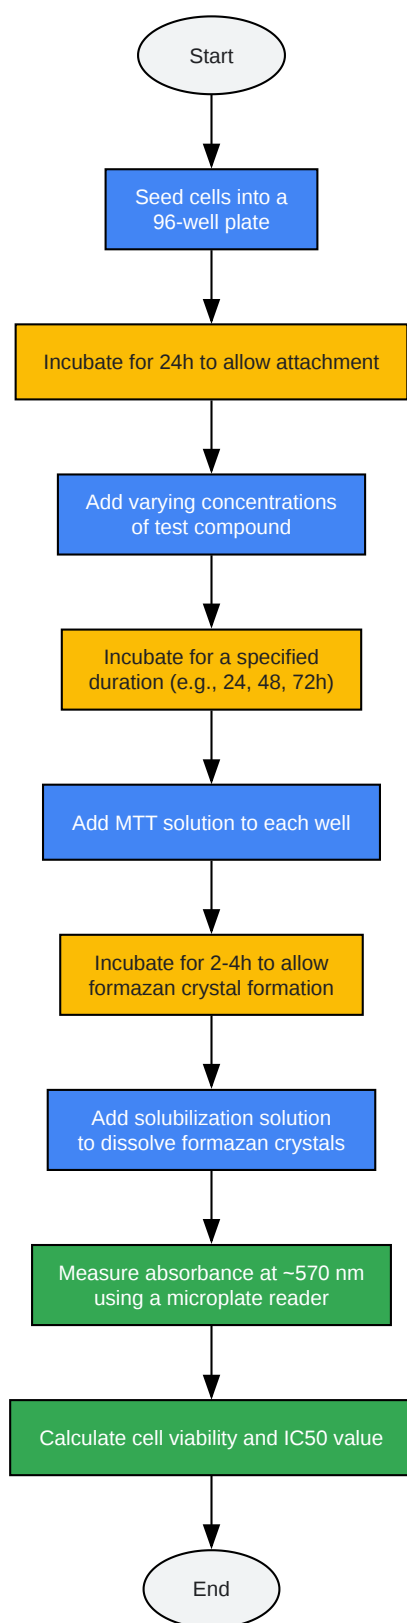 Start
Seed cells into a
96-well plate
Incubate for 24h to allow attachment
Add varying concentrations
of test compound
Incubate for a specified
duration (e.g., 24, 48, 72h)
Add MTT solution to each well
Incubate for 2-4h to allow
formazan crystal formation
Add solubilization solution
to dissolve formazan crystals
Measure absorbance at ~570 nm
using a microplate reader
Calculate cell viability and IC50 value
End